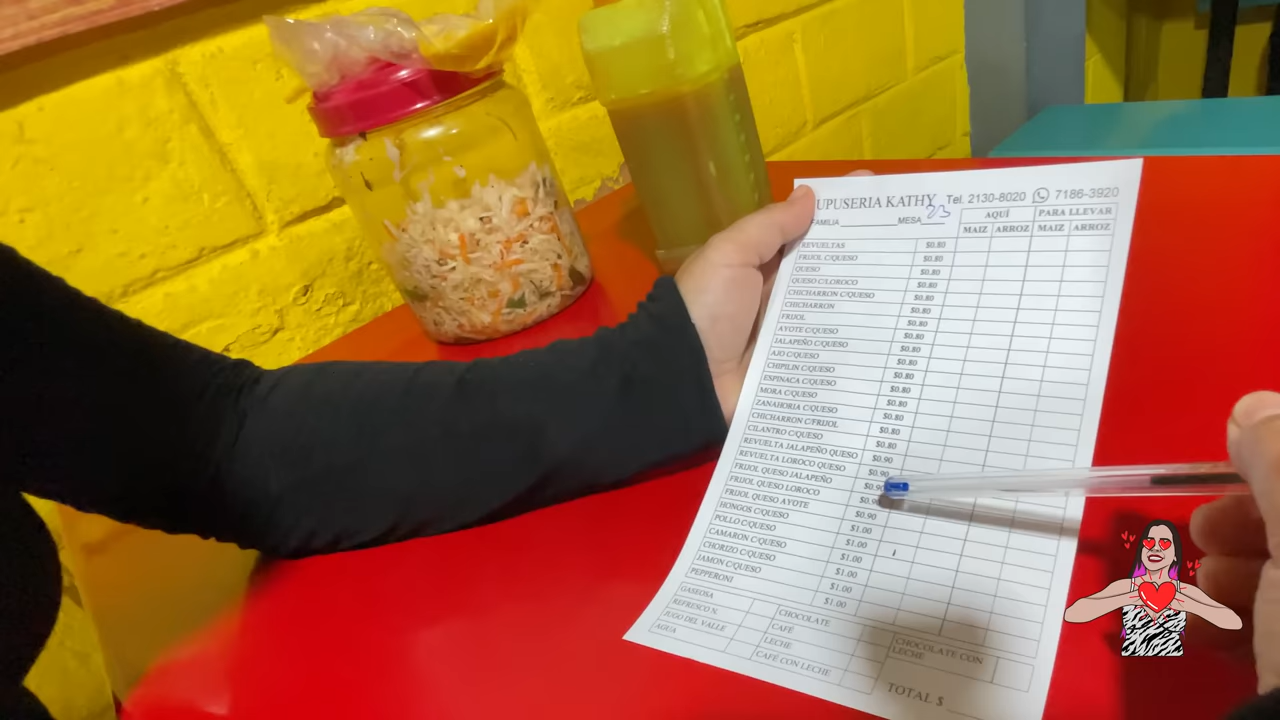 UPUSERIA KATHY Tel. 2130-8020 7186-3920
FAMILIA MESA 23 AQUÍ PARA LLEVAR
MAIZ ARROZ MAIZ ARROZ
REVUELTAS $0.80
FRIJOL C/QUESO $0.80
QUESO $0.80
QUESO C/LOROCO $0.80
CHICHARRON C/QUESO $0.80
CHICHARRON $0.80
FRIJOL $0.80
AYOTE C/QUESO $0.80
JALAPEÑO C/QUESO $0.80
AJO C/QUESO $0.80
CHIPILIN C/QUESO $0.80
ESPINACA C/QUESO $0.80
MORA C/QUESO $0.80
ZANAHORIA C/QUESO $0.80
CHICHARRON C/FRIJOL $0.80
CILANTRO C/QUESO $0.80
REVUELTA JALAPEÑO QUESO $0.90
REVUELTA LOROCO QUESO $0.90
FRIJOL QUESO JALAPEÑO $0.90
FRIJOL QUESO LOROCO $0.90
FRIJOL QUESO AYOTE $0.90
HONGOS C/QUESO $1.00
POLLO C/QUESO $1.00
CAMARON C/QUESO $1.00
CHORIZO C/QUESO $1.00
JAMON C/QUESO $1.00
PEPPERONI $1.00
GASEOSA CHOCOLATE
REFRESCO N. CAFÉ CHOCOLATE CON LECHE
JUGO DEL VALLE LECHE
AGUA CAFÉ CON LECHE
TOTAL $